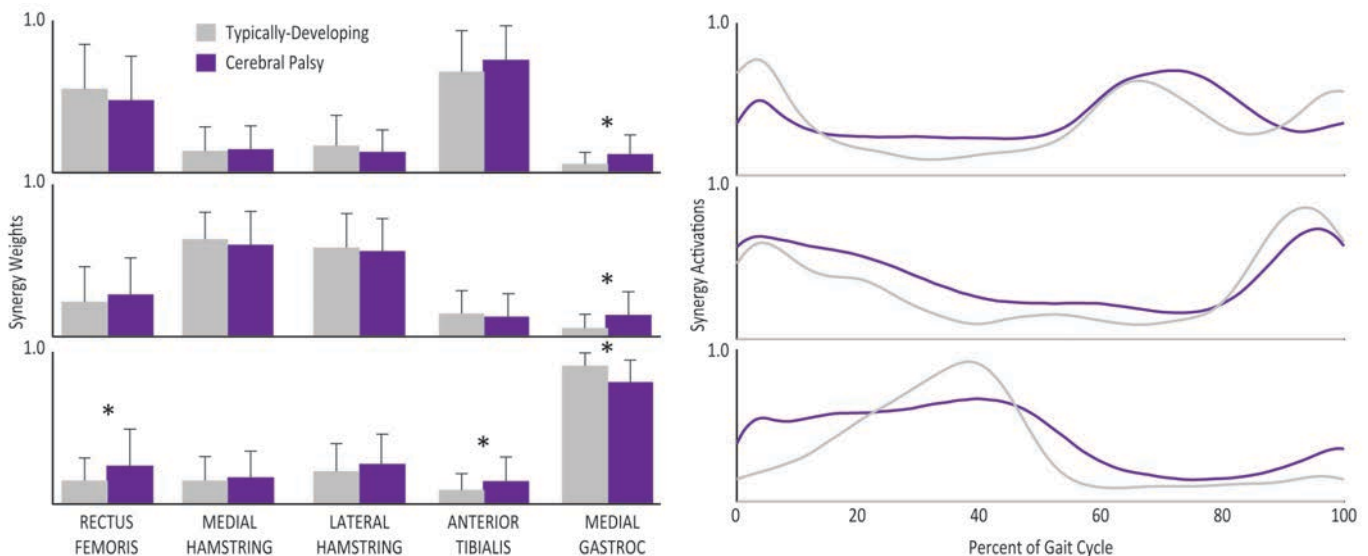 1.0
Typically-Developing
Cerebral Palsy
*
1.0
*
1.0
*
*
*
Synergy Weights
RECTUS FEMORIS
MEDIAL HAMSTRING
LATERAL HAMSTRING
ANTERIOR TIBIALIS
MEDIAL GASTROC
1.0
1.0
1.0
Synergy Activations
0 20 40 60 80 100
Percent of Gait Cycle